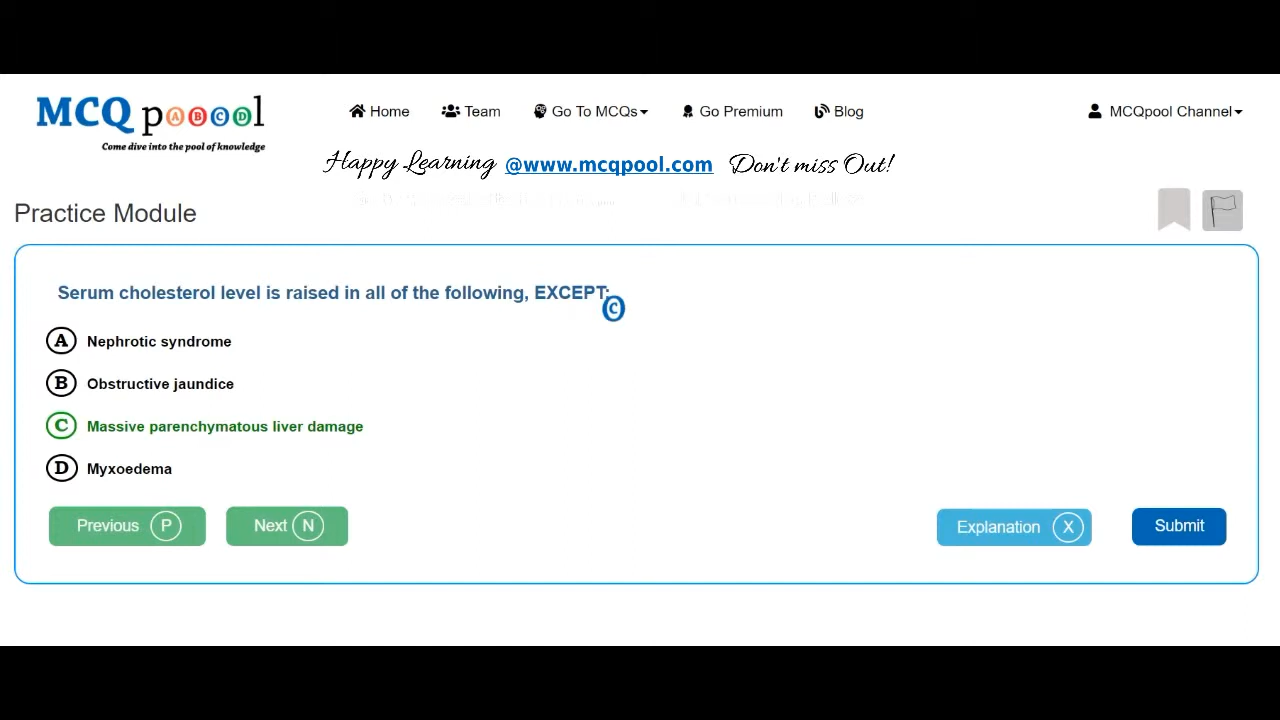 MCQ pABCDl
Come dive into the pool of knowledge
Home Team Go To MCQs Go Premium Blog MCQpool Channel
Happy Learning @www.mcqpool.com Don't miss Out!
Practice Module
Serum cholesterol level is raised in all of the following, EXCEPT:
C
A Nephrotic syndrome
B Obstructive jaundice
C Massive parenchymatous liver damage
D Myxoedema
Previous P Next N Explanation X Submit